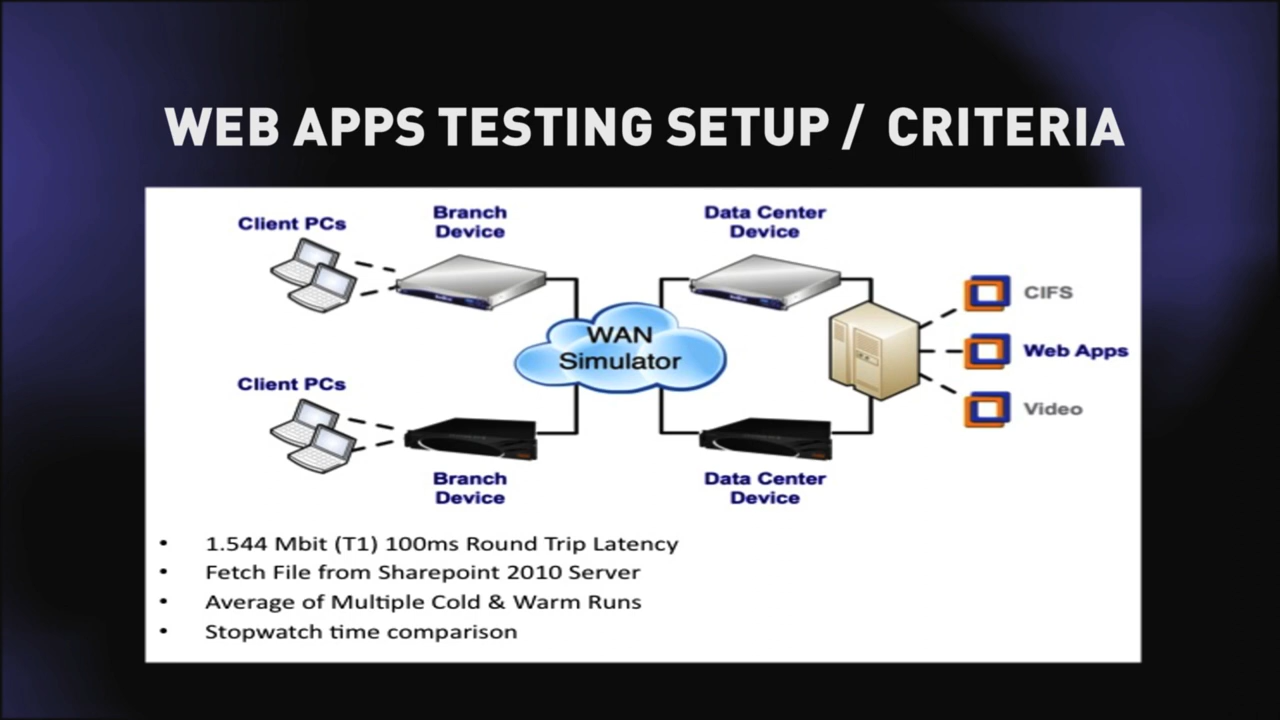 WEB APPS TESTING SETUP / CRITERIA
Client PCs
Branch
Device
Data Center
Device
WAN
Simulator
CIFS
Web Apps
Video
Client PCs
Branch
Device
Data Center
Device
• 1.544 Mbit (T1) 100ms Round Trip Latency
• Fetch File from Sharepoint 2010 Server
• Average of Multiple Cold & Warm Runs
• Stopwatch time comparison